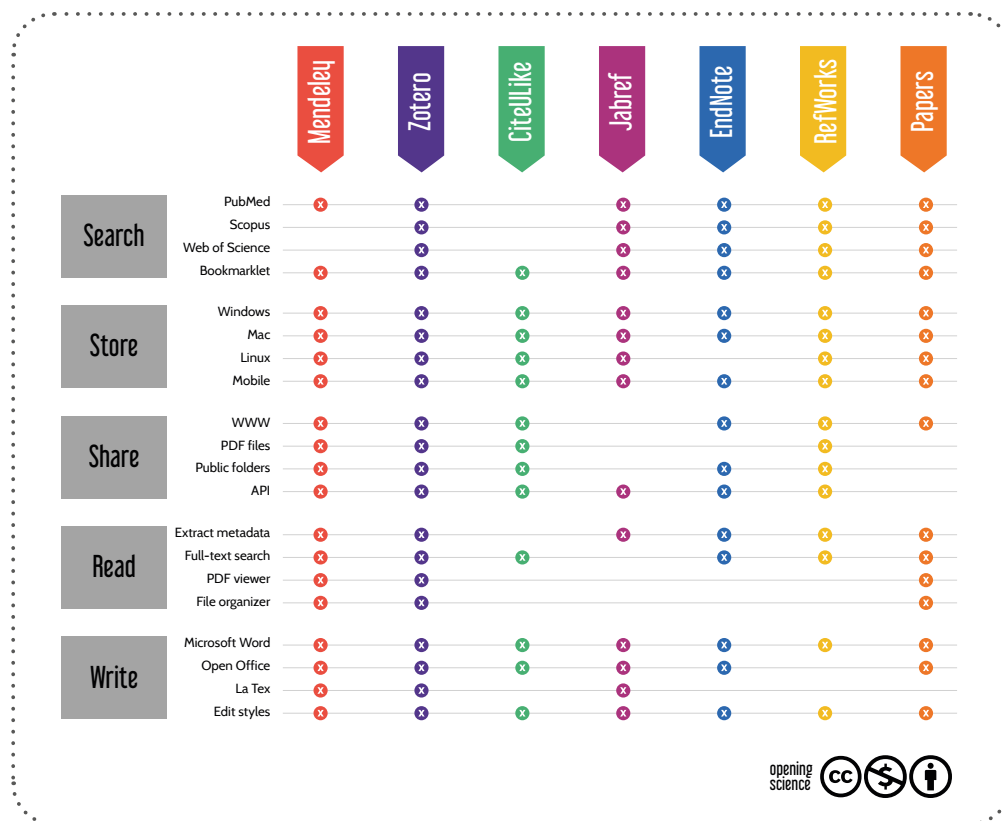 Mendeley Zotero CiteULike Jabref EndNote RefWorks Papers
Search
PubMed x x x x x x
Scopus x x x x x
Web of Science x x x x x
Bookmarklet x x x x x x x
Store
Windows x x x x x x x
Mac x x x x x x x
Linux x x x x x x
Mobile x x x x x x x
Share
WWW x x x x x x
PDF files x x x x
Public folders x x x x x
API x x x x x x
Read
Extract metadata x x x x x x
Full-text search x x x x x
PDF viewer x x x
File organizer x x x
Write
Microsoft Word x x x x x x x
Open Office x x x x x x
La Tex x x x
Edit styles x x x x x x x
opening
science
cc $